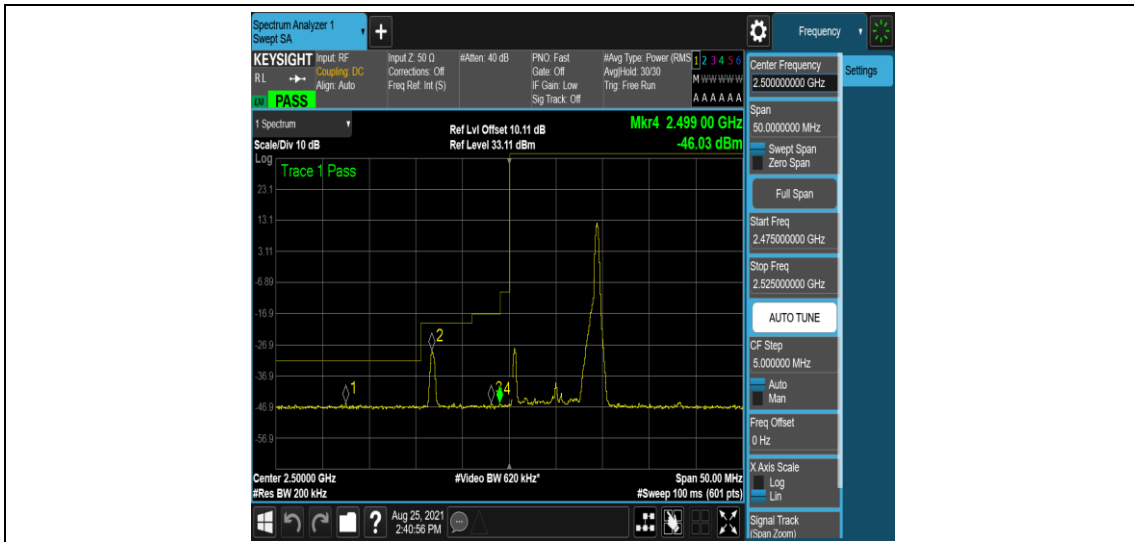 Spectrum Analyzer 1
Swept SA
+
Frequency
KEYSIGHT
Input: RF
Coupling: DC
Align: Auto
Input Z: 50 Ω
Corrections: Off
Freq Ref: Int (S)
#Atten: 40 dB
PNO: Fast
Gate: Off
IF Gain: Low
Sig Track: Off
#Avg Type: Power (RMS
Avg|Hold: 30/30
Trig: Free Run
1 2 3 4 5 6
M W W W W W
A A A A A A
R L
LXI
PASS
1 Spectrum
Scale/Div 10 dB
Ref Lvl Offset 10.11 dB
Ref Level 33.11 dBm
Mkr4 2.499 00 GHz
-46.03 dBm
Log
Trace 1 Pass
23.1
13.1
3.11
-6.89
-16.9
-26.9
-36.9
-46.9
-56.9
1
2
3
4
Center 2.50000 GHz
#Res BW 200 kHz
#Video BW 620 kHz*
Span 50.00 MHz
#Sweep 100 ms (601 pts)
Center Frequency
2.500000000 GHz
Settings
Span
50.0000000 MHz
Swept Span
Zero Span
Full Span
Start Freq
2.475000000 GHz
Stop Freq
2.525000000 GHz
AUTO TUNE
CF Step
5.000000 MHz
Auto
Man
Freq Offset
0 Hz
X Axis Scale
Log
Lin
Signal Track
(Span Zoom)
?
Aug 25, 2021
2:40:56 PM